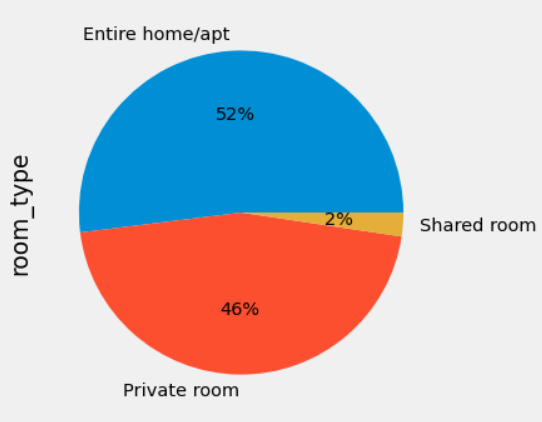 Entire home/apt
52%
room_type
2%
Shared room
46%
Private room